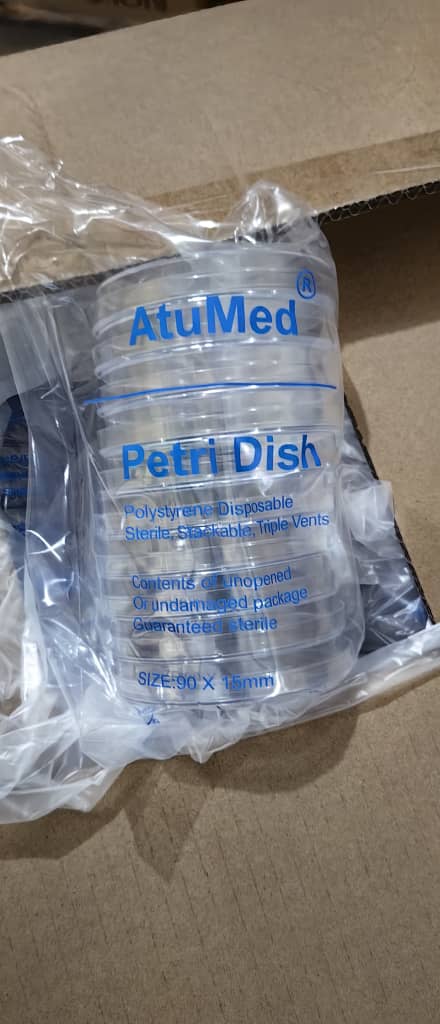 AtuMed®
Petri Dish
Polystyrene Disposable
Sterile, Stackable, Triple Vents
Contents of unopened
Or undamaged package
Guaranteed sterile
SIZE:90 X 15mm